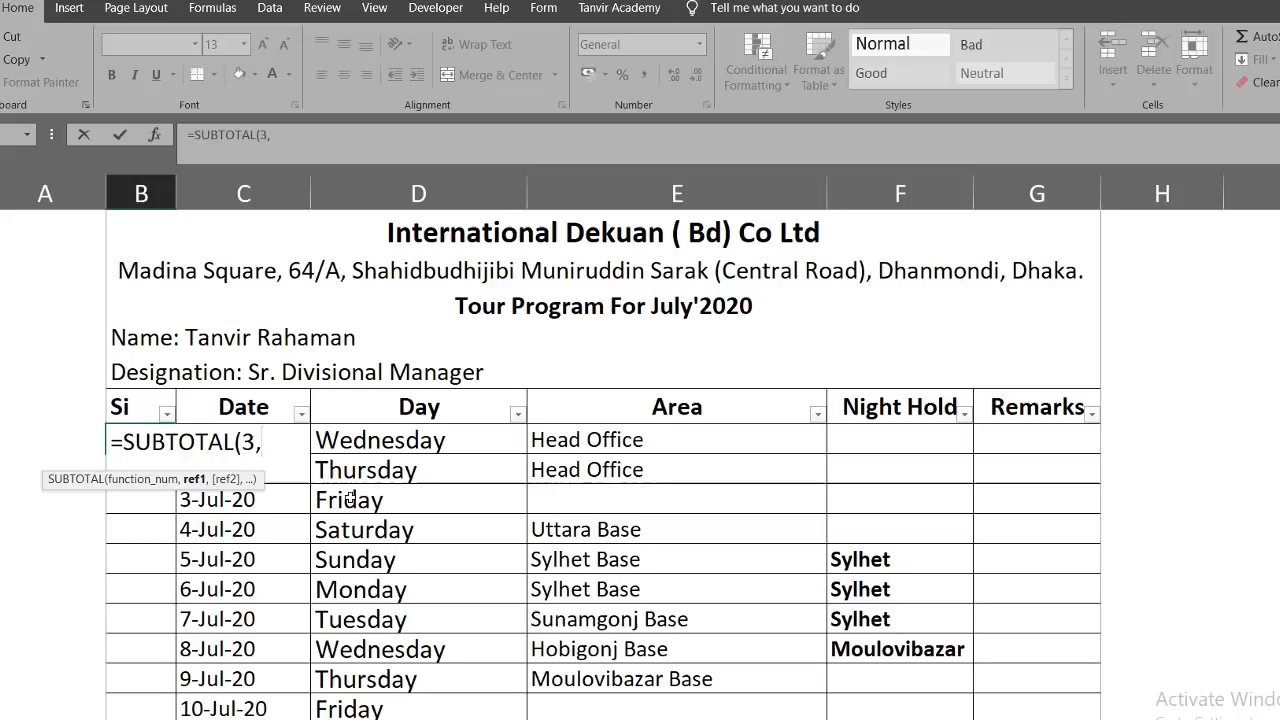 Home Page Layout Formulas Data Review View Developer Help Form Tanvir Academy Tell me what you want to do
Cut
Copy
Format Painter
13 A A
Wrap Text
General
Normal Bad
Good Neutral
B I U
Merge & Center
%
Conditional Formatting
Format as Table
Insert Delete Format
Auto
Fill
Clear
board Font Alignment Number Styles Cells
fx =SUBTOTAL(3,
A B C D E F G H
International Dekuan ( Bd) Co Ltd
Madina Square, 64/A, Shahidbudhijibi Muniruddin Sarak (Central Road), Dhanmondi, Dhaka.
Tour Program For July'2020
Name: Tanvir Rahaman
Designation: Sr. Divisional Manager
Si Date Day Area Night Hold Remarks
=SUBTOTAL(3, Wednesday Head Office
Thursday Head Office
SUBTOTAL(function_num, ref1, [ref2], ...)
3-Jul-20 Friday
4-Jul-20 Saturday Uttara Base
5-Jul-20 Sunday Sylhet Base Sylhet
6-Jul-20 Monday Sylhet Base Sylhet
7-Jul-20 Tuesday Sunamgonj Base Sylhet
8-Jul-20 Wednesday Hobigonj Base Moulovibazar
9-Jul-20 Thursday Moulovibazar Base
10-Jul-20 Friday
Activate Windo